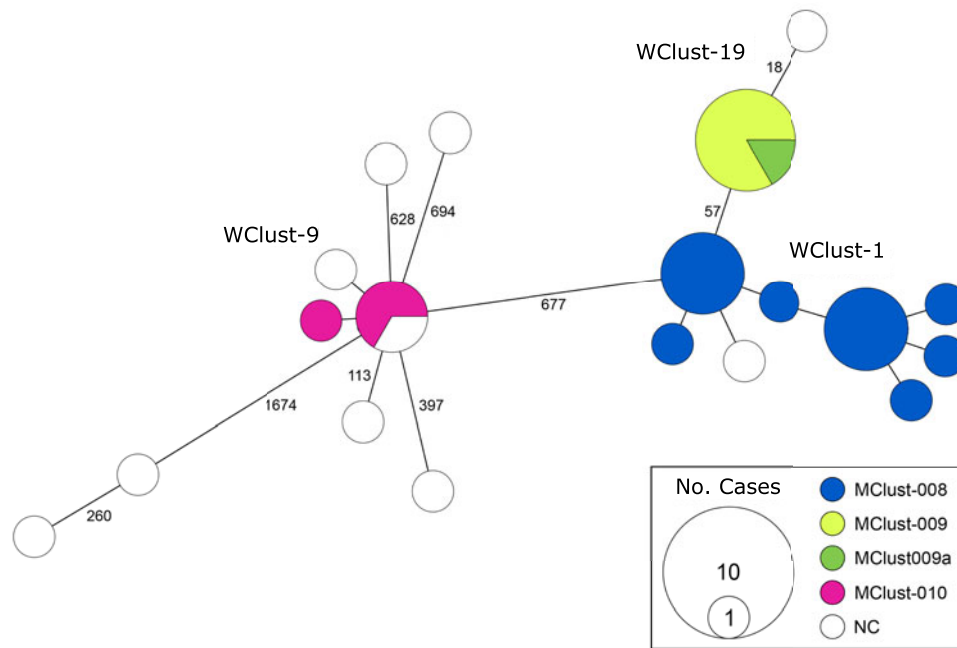 WClust-19
18
628
694
57
WClust-9
WClust-1
677
113
397
1674
260
No. Cases
10
1
MClust-008
MClust-009
MClust009a
MClust-010
NC